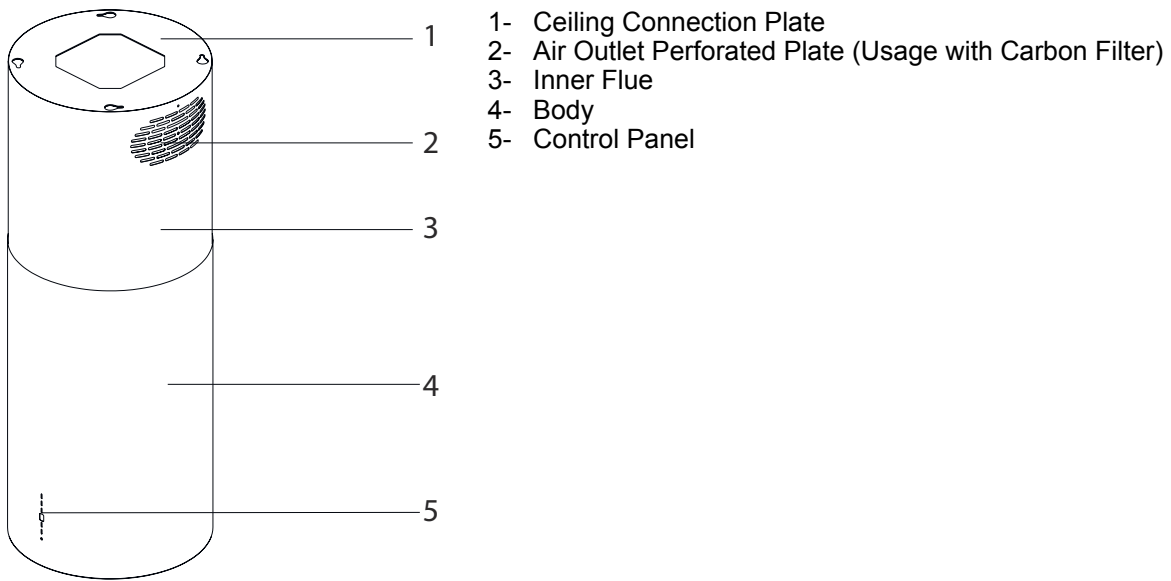 1- Ceiling Connection Plate
2- Air Outlet Perforated Plate (Usage with Carbon Filter)
3- Inner Flue
4- Body
5- Control Panel
1
2
3
4
5